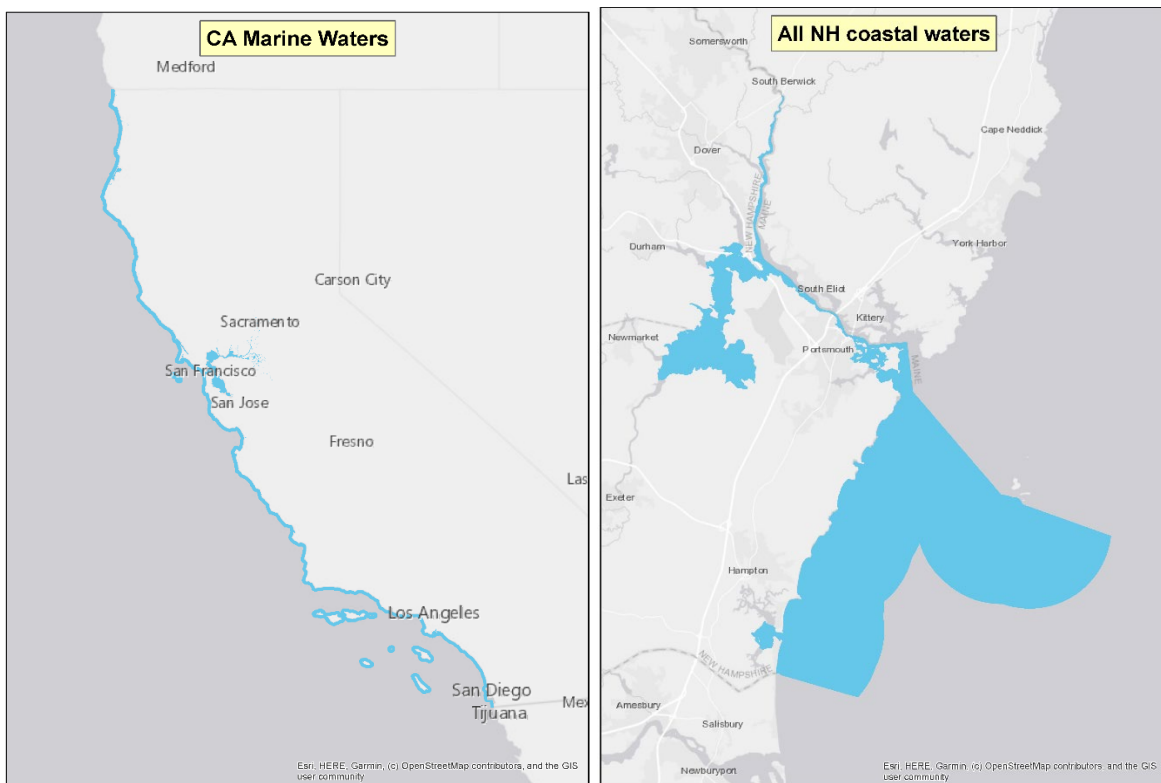 CA Marine Waters
Medford
Carson City
Sacramento
San Francisco
San Jose
Fresno
Las
Los Angeles
San Diego
Tijuana
Mex
Esri, HERE, Garmin, (c) OpenStreetMap contributors, and the GIS
user community
All NH coastal waters
Somersworth
South Berwick
Cape Neddick
Dover
NEW HAMPSHIRE
MAINE
York Harbor
Durham
South Eliot
Kittery
Newmarket
Portsmouth
MAINE
Exeter
Hampton
NEW HAMPSHIRE
Amesbury
Salisbury
Newburyport
Esri, HERE, Garmin, (c) OpenStreetMap contributors, and the GIS
user community